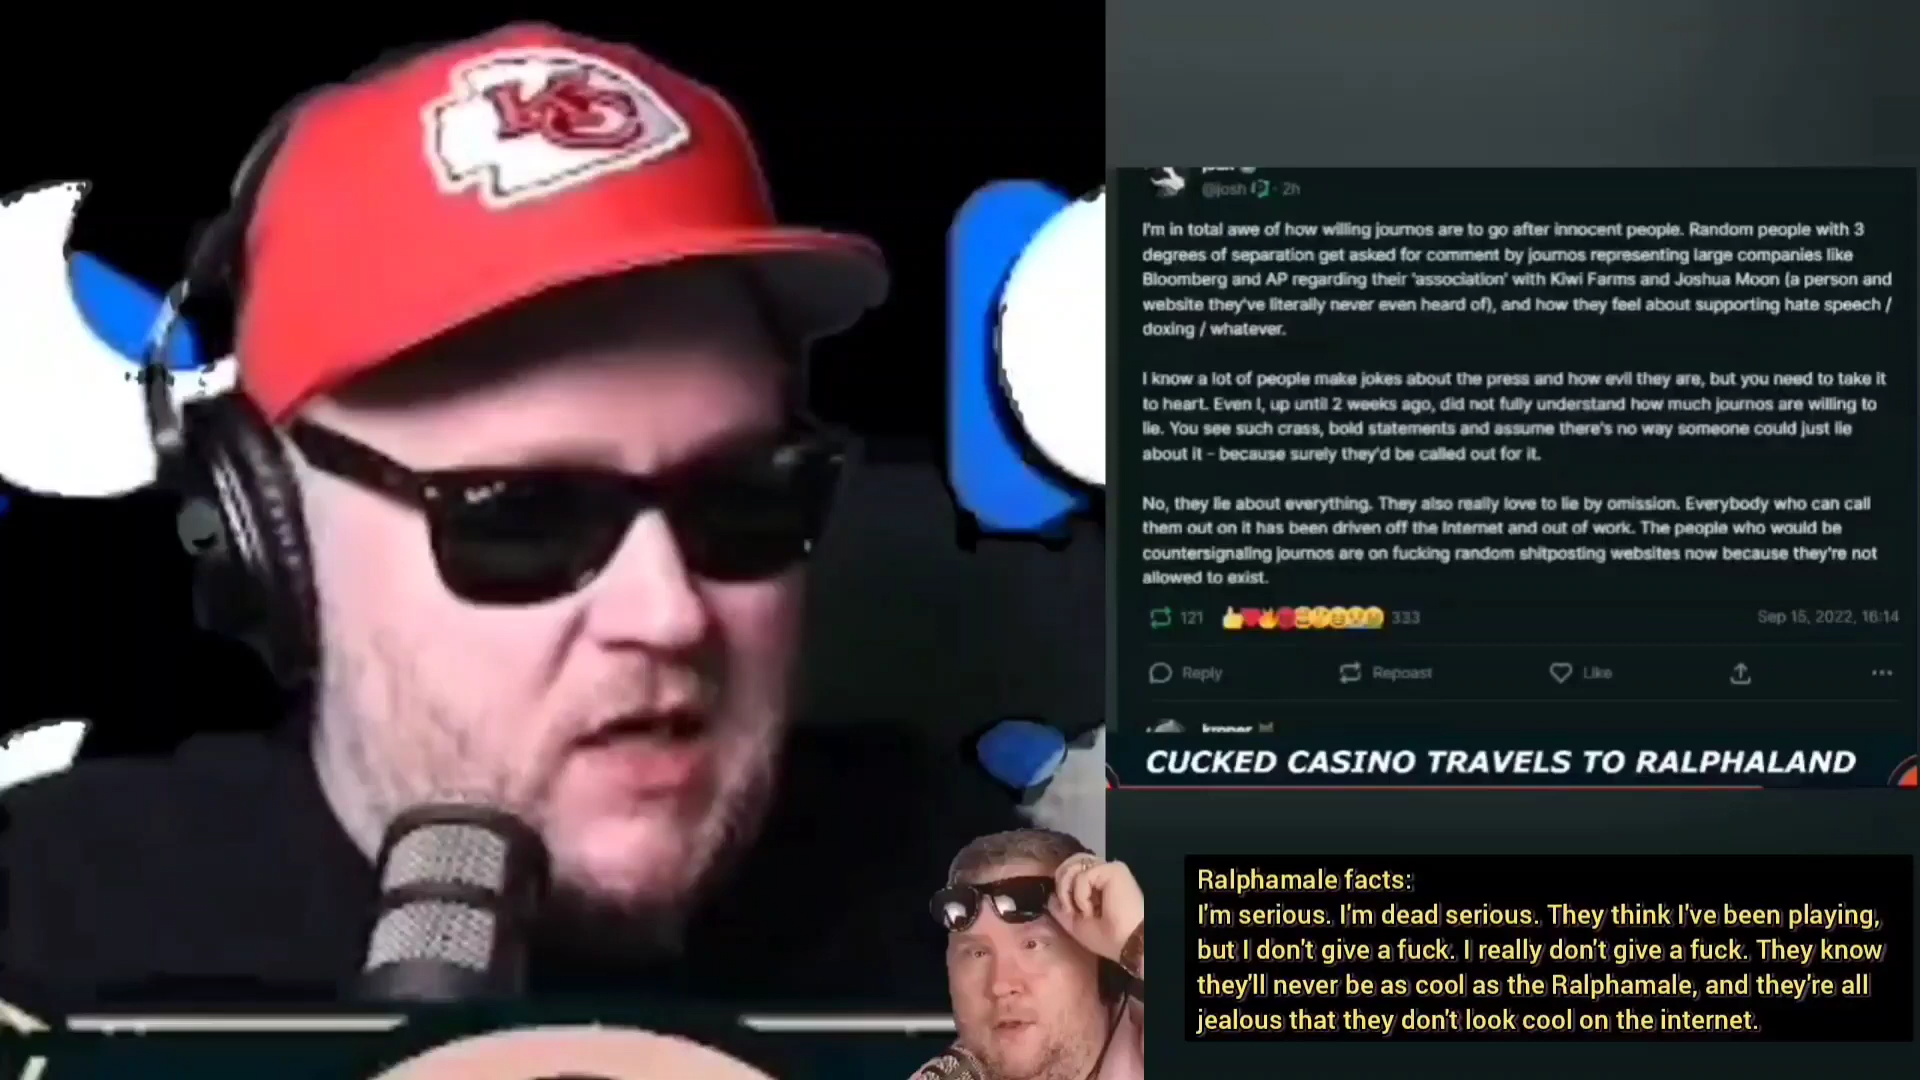 KC
@josh · 2h
I'm in total awe of how willing journos are to go after innocent people. Random people with 3
degrees of separation get asked for comment by journos representing large companies like
Bloomberg and AP regarding their 'association' with Kiwi Farms and Joshua Moon (a person and
website they've literally never even heard of), and how they feel about supporting hate speech /
doxing / whatever.
I know a lot of people make jokes about the press and how evil they are, but you need to take it
to heart. Even I, up until 2 weeks ago, did not fully understand how much journos are willing to
lie. You see such crass, bold statements and assume there's no way someone could just lie
about it - because surely they'd be called out for it.
No, they lie about everything. They also really love to lie by omission. Everybody who can call
them out on it has been driven off the Internet and out of work. The people who would be
countersignaling journos are on fucking random shitposting websites now because they're not
allowed to exist.
121 333 Sep 15, 2022, 16:14
Reply Repoast Like
CUCKED CASINO TRAVELS TO RALPHALAND
Ralphamale facts:
I'm serious. I'm dead serious. They think I've been playing,
but I don't give a fuck. I really don't give a fuck. They know
they'll never be as cool as the Ralphamale, and they're all
jealous that they don't look cool on the internet.